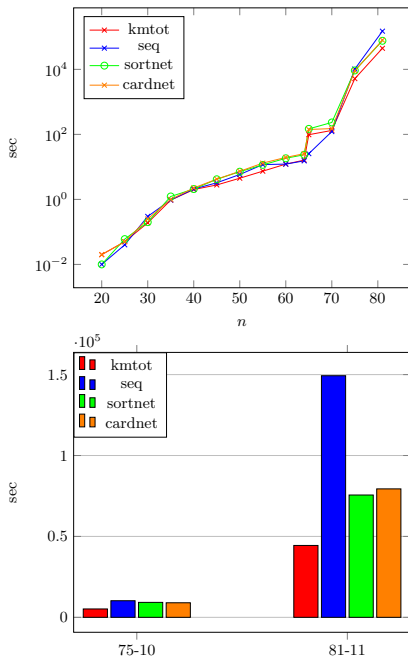 kmtot
seq
sortnet
cardnet
10^4
10^2
10^0
10^−2
sec
20 30 40 50 60 70 80
n
·10^5
kmtot
seq
sortnet
cardnet
1.5
1
0.5
0
sec
75-10 81-11